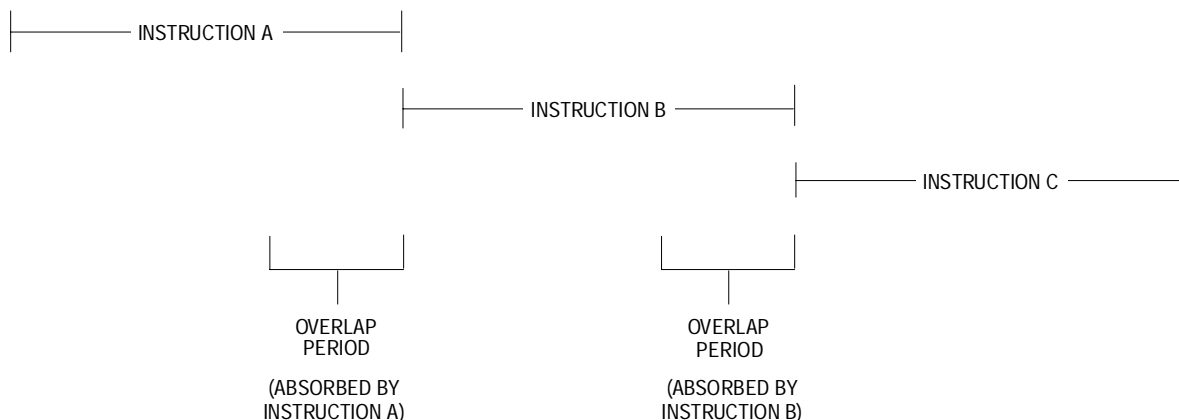 INSTRUCTION A
INSTRUCTION B
INSTRUCTION C
OVERLAP
PERIOD
(ABSORBED BY
INSTRUCTION A)
OVERLAP
PERIOD
(ABSORBED BY
INSTRUCTION B)